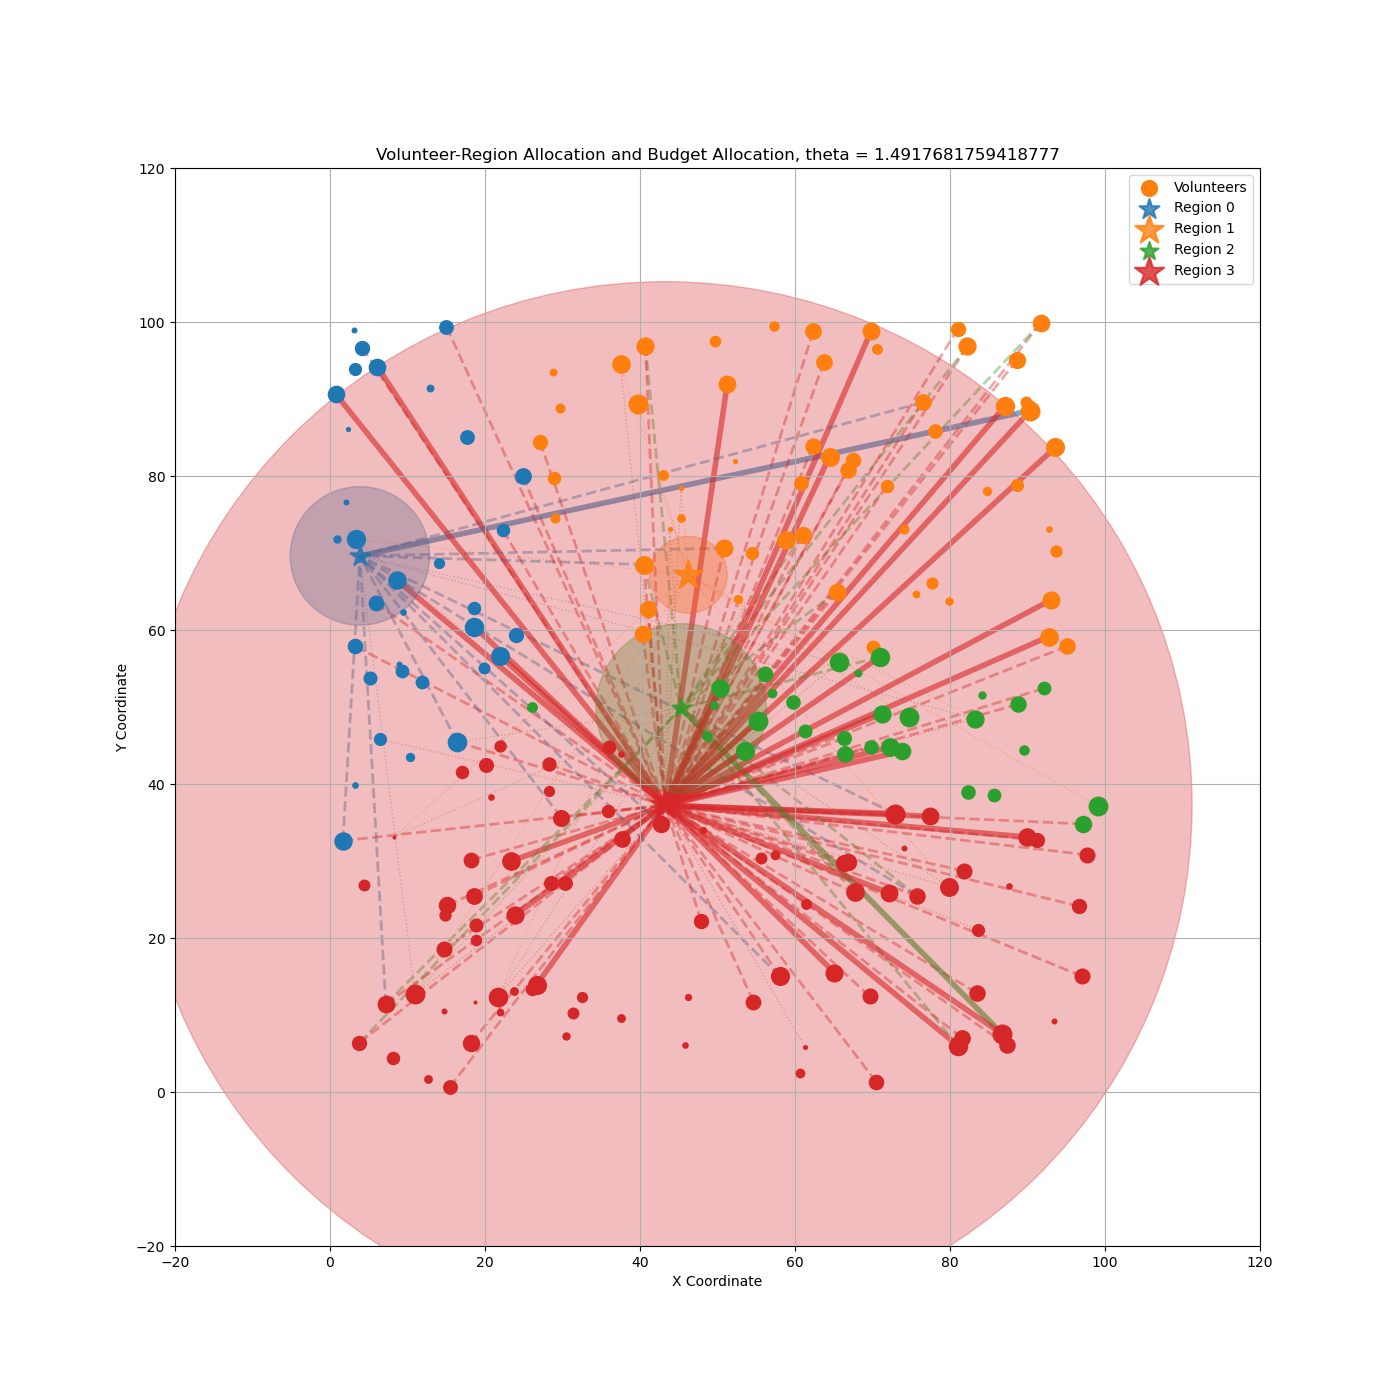 Volunteer-Region Allocation and Budget Allocation, theta = 1.4917681759418777
Volunteers
Region 0
Region 1
Region 2
Region 3
Y Coordinate
120
100
80
60
40
20
0
−20
−20 0 20 40 60 80 100 120
X Coordinate